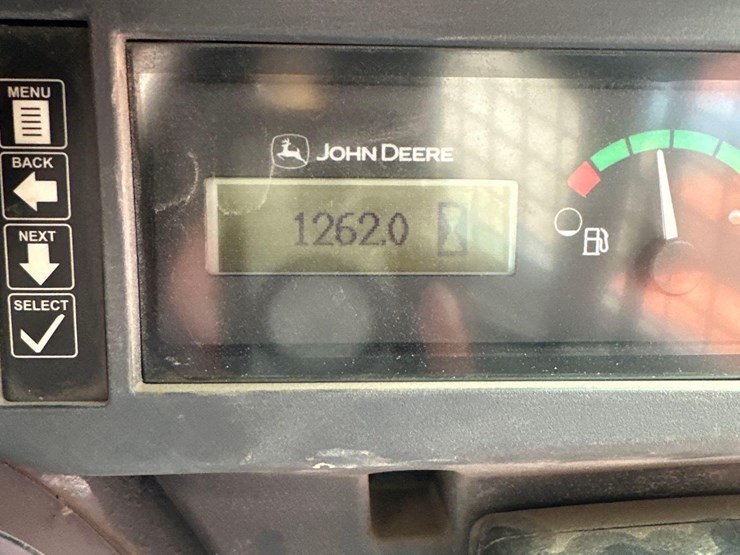 MENU
BACK
NEXT
SELECT
JOHN DEERE
1262.0